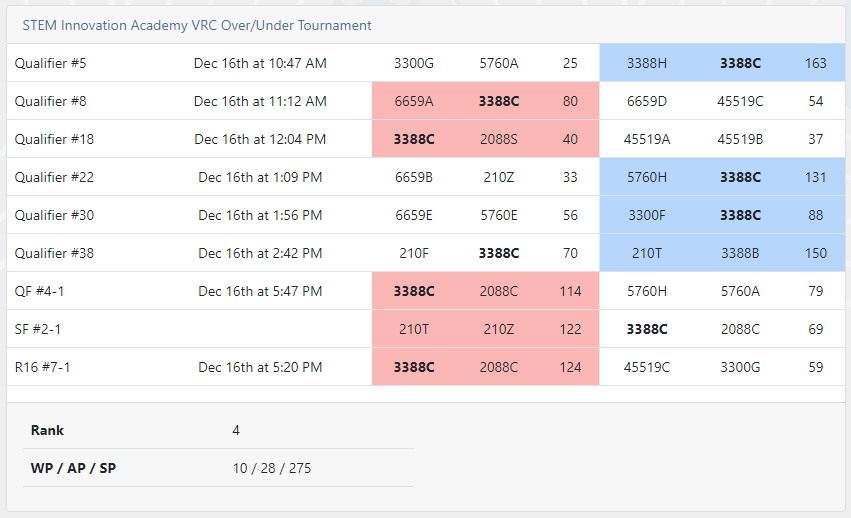 STEM Innovation Academy VRC Over/Under Tournament
Qualifier #5 Dec 16th at 10:47 AM 3300G 5760A 25 3388H 3388C 163
Qualifier #8 Dec 16th at 11:12 AM 6659A 3388C 80 6659D 45519C 54
Qualifier #18 Dec 16th at 12:04 PM 3388C 2088S 40 45519A 45519B 37
Qualifier #22 Dec 16th at 1:09 PM 6659B 210Z 33 5760H 3388C 131
Qualifier #30 Dec 16th at 1:56 PM 6659E 5760E 56 3300F 3388C 88
Qualifier #38 Dec 16th at 2:42 PM 210F 3388C 70 210T 3388B 150
QF #4-1 Dec 16th at 5:47 PM 3388C 2088C 114 5760H 5760A 79
SF #2-1 210T 210Z 122 3388C 2088C 69
R16 #7-1 Dec 16th at 5:20 PM 3388C 2088C 124 45519C 3300G 59
Rank 4
WP / AP / SP 10 / 28 / 275